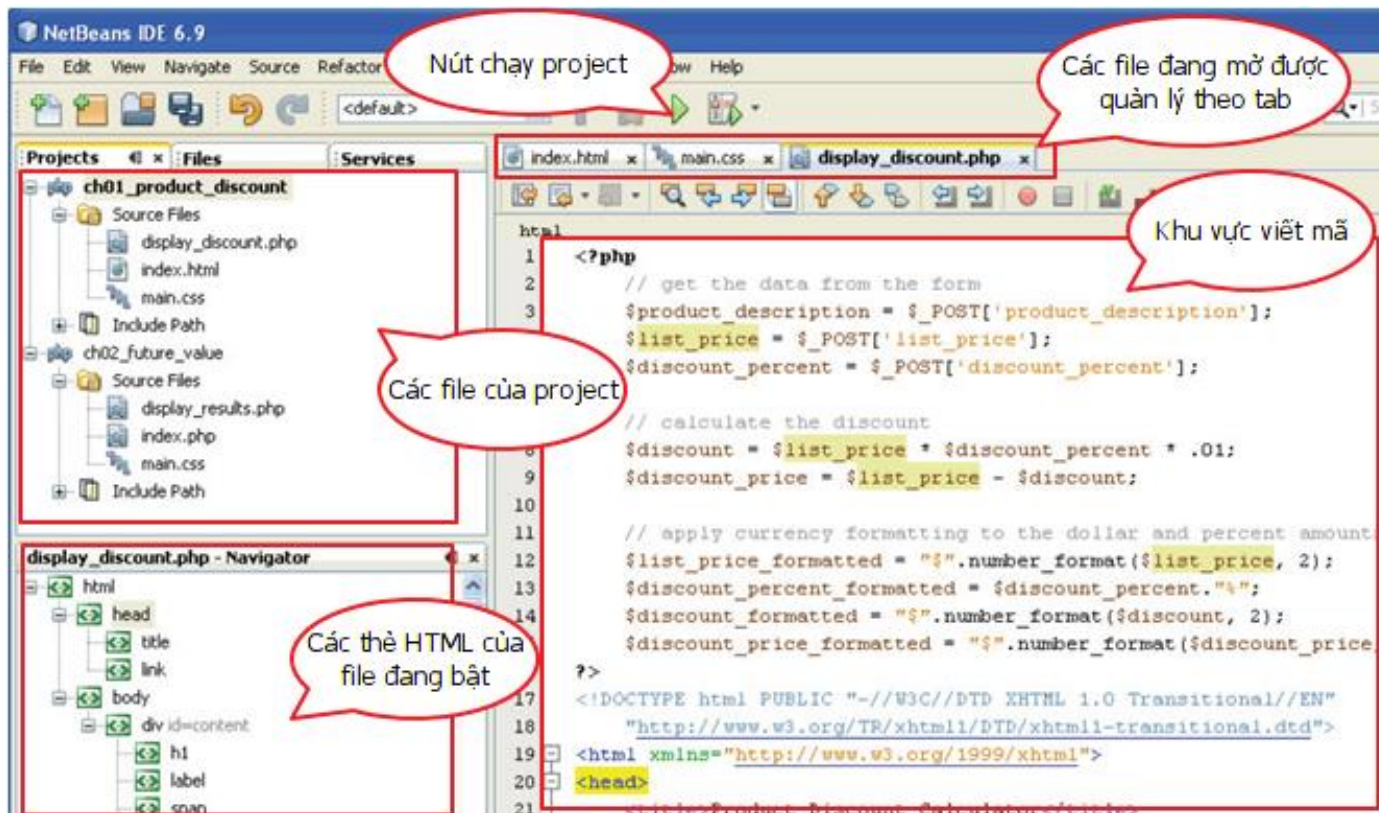 NetBeans IDE 6.9
File Edit View Navigate Source Refactor Help
Nút chạy project
Các file đang mở được
quản lý theo tab
<default>
Projects Files Services
index.html main.css display_discount.php
ch01_product_discount
Source Files
display_discount.php
index.html
main.css
Include Path
ch02_future_value
Source Files
display_results.php
index.php
main.css
Include Path
Các file của project
Khu vực viết mã
html
1 <?php
2 // get the data from the form
3 $product_description = $_POST['product_description'];
$list_price = $_POST['list_price'];
$discount_percent = $_POST['discount_percent'];
// calculate the discount
8 $discount = $list_price * $discount_percent * .01;
9 $discount_price = $list_price - $discount;
10
11 // apply currency formatting to the dollar and percent amount
12 $list_price_formatted = "$".number_format($list_price, 2);
13 $discount_percent_formatted = $discount_percent."%";
14 $discount_formatted = "$".number_format($discount, 2);
$discount_price_formatted = "$".number_format($discount_price,
?>
17 <!DOCTYPE html PUBLIC "-//W3C//DTD XHTML 1.0 Transitional//EN"
18 "http://www.w3.org/TR/xhtml1/DTD/xhtml1-transitional.dtd">
19 <html xmlns="http://www.w3.org/1999/xhtml">
20 <head>
21 <title>Product Discount Calculator</title>
display_discount.php - Navigator
html
head
title
link
body
div id=content
h1
label
span
Các thẻ HTML của
file đang bật